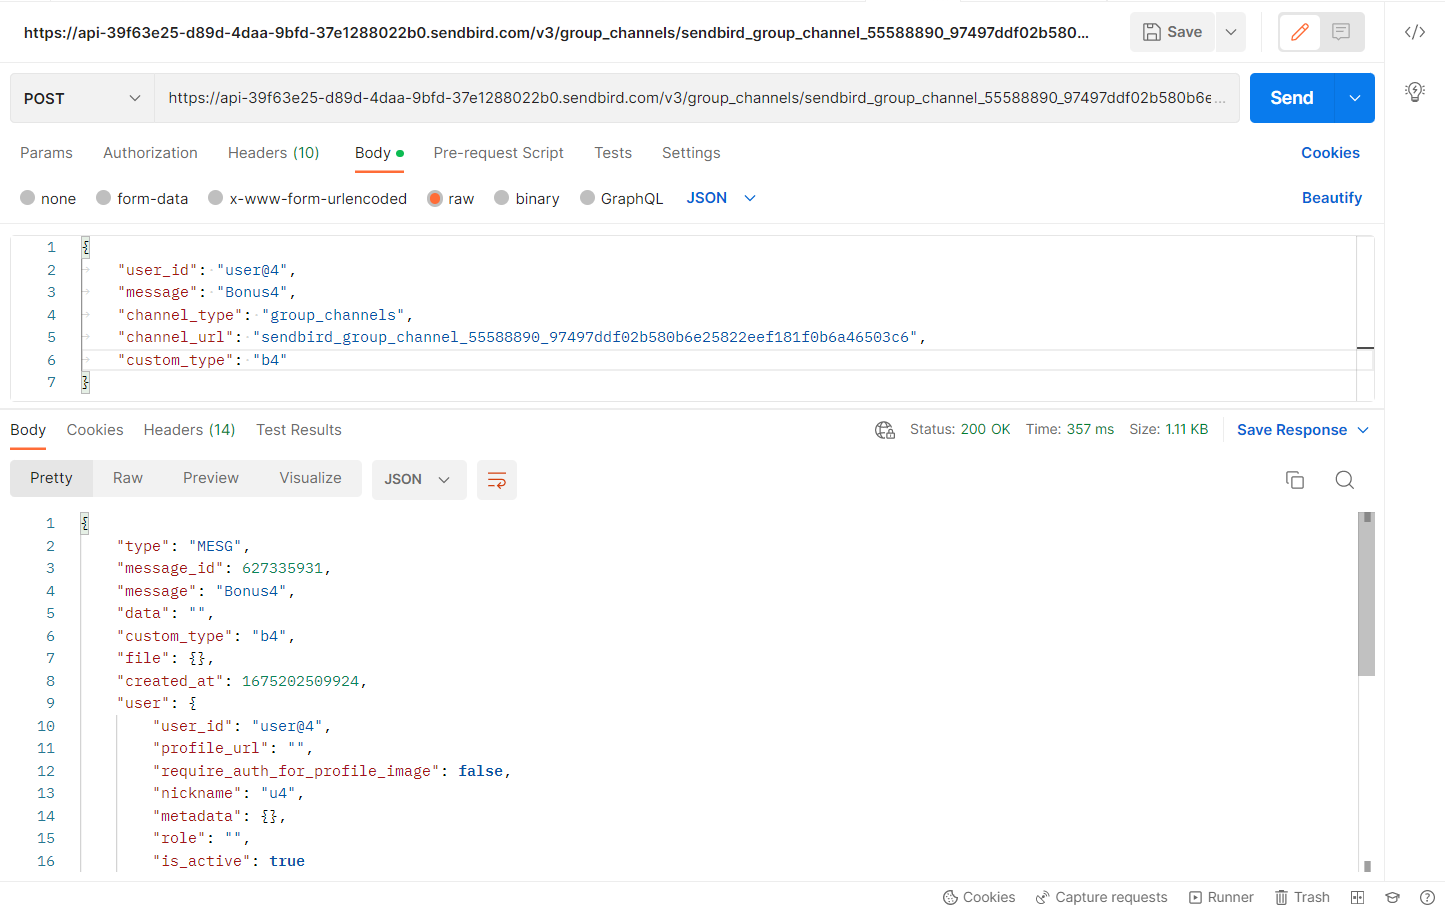 https://api-39f63e25-d89d-4daa-9bfd-37e1288022b0.sendbird.com/v3/group_channels/sendbird_group_channel_55588890_97497ddf02b580... Save
POST https://api-39f63e25-d89d-4daa-9bfd-37e1288022b0.sendbird.com/v3/group_channels/sendbird_group_channel_55588890_97497ddf02b580b6e... Send
Params Authorization Headers (10) Body Pre-request Script Tests Settings Cookies
none form-data x-www-form-urlencoded raw binary GraphQL JSON Beautify
1 {
2 "user_id": "user@4",
3 "message": "Bonus4",
4 "channel_type": "group_channels",
5 "channel_url": "sendbird_group_channel_55588890_97497ddf02b580b6e25822eef181f0b6a46503c6",
6 "custom_type": "b4"
7 }
Body Cookies Headers (14) Test Results Status: 200 OK Time: 357 ms Size: 1.11 KB Save Response
Pretty Raw Preview Visualize JSON
1 {
2 "type": "MESG",
3 "message_id": 627335931,
4 "message": "Bonus4",
5 "data": "",
6 "custom_type": "b4",
7 "file": {},
8 "created_at": 1675202509924,
9 "user": {
10 "user_id": "user@4",
11 "profile_url": "",
12 "require_auth_for_profile_image": false,
13 "nickname": "u4",
14 "metadata": {},
15 "role": "",
16 "is_active": true
Cookies Capture requests Runner Trash